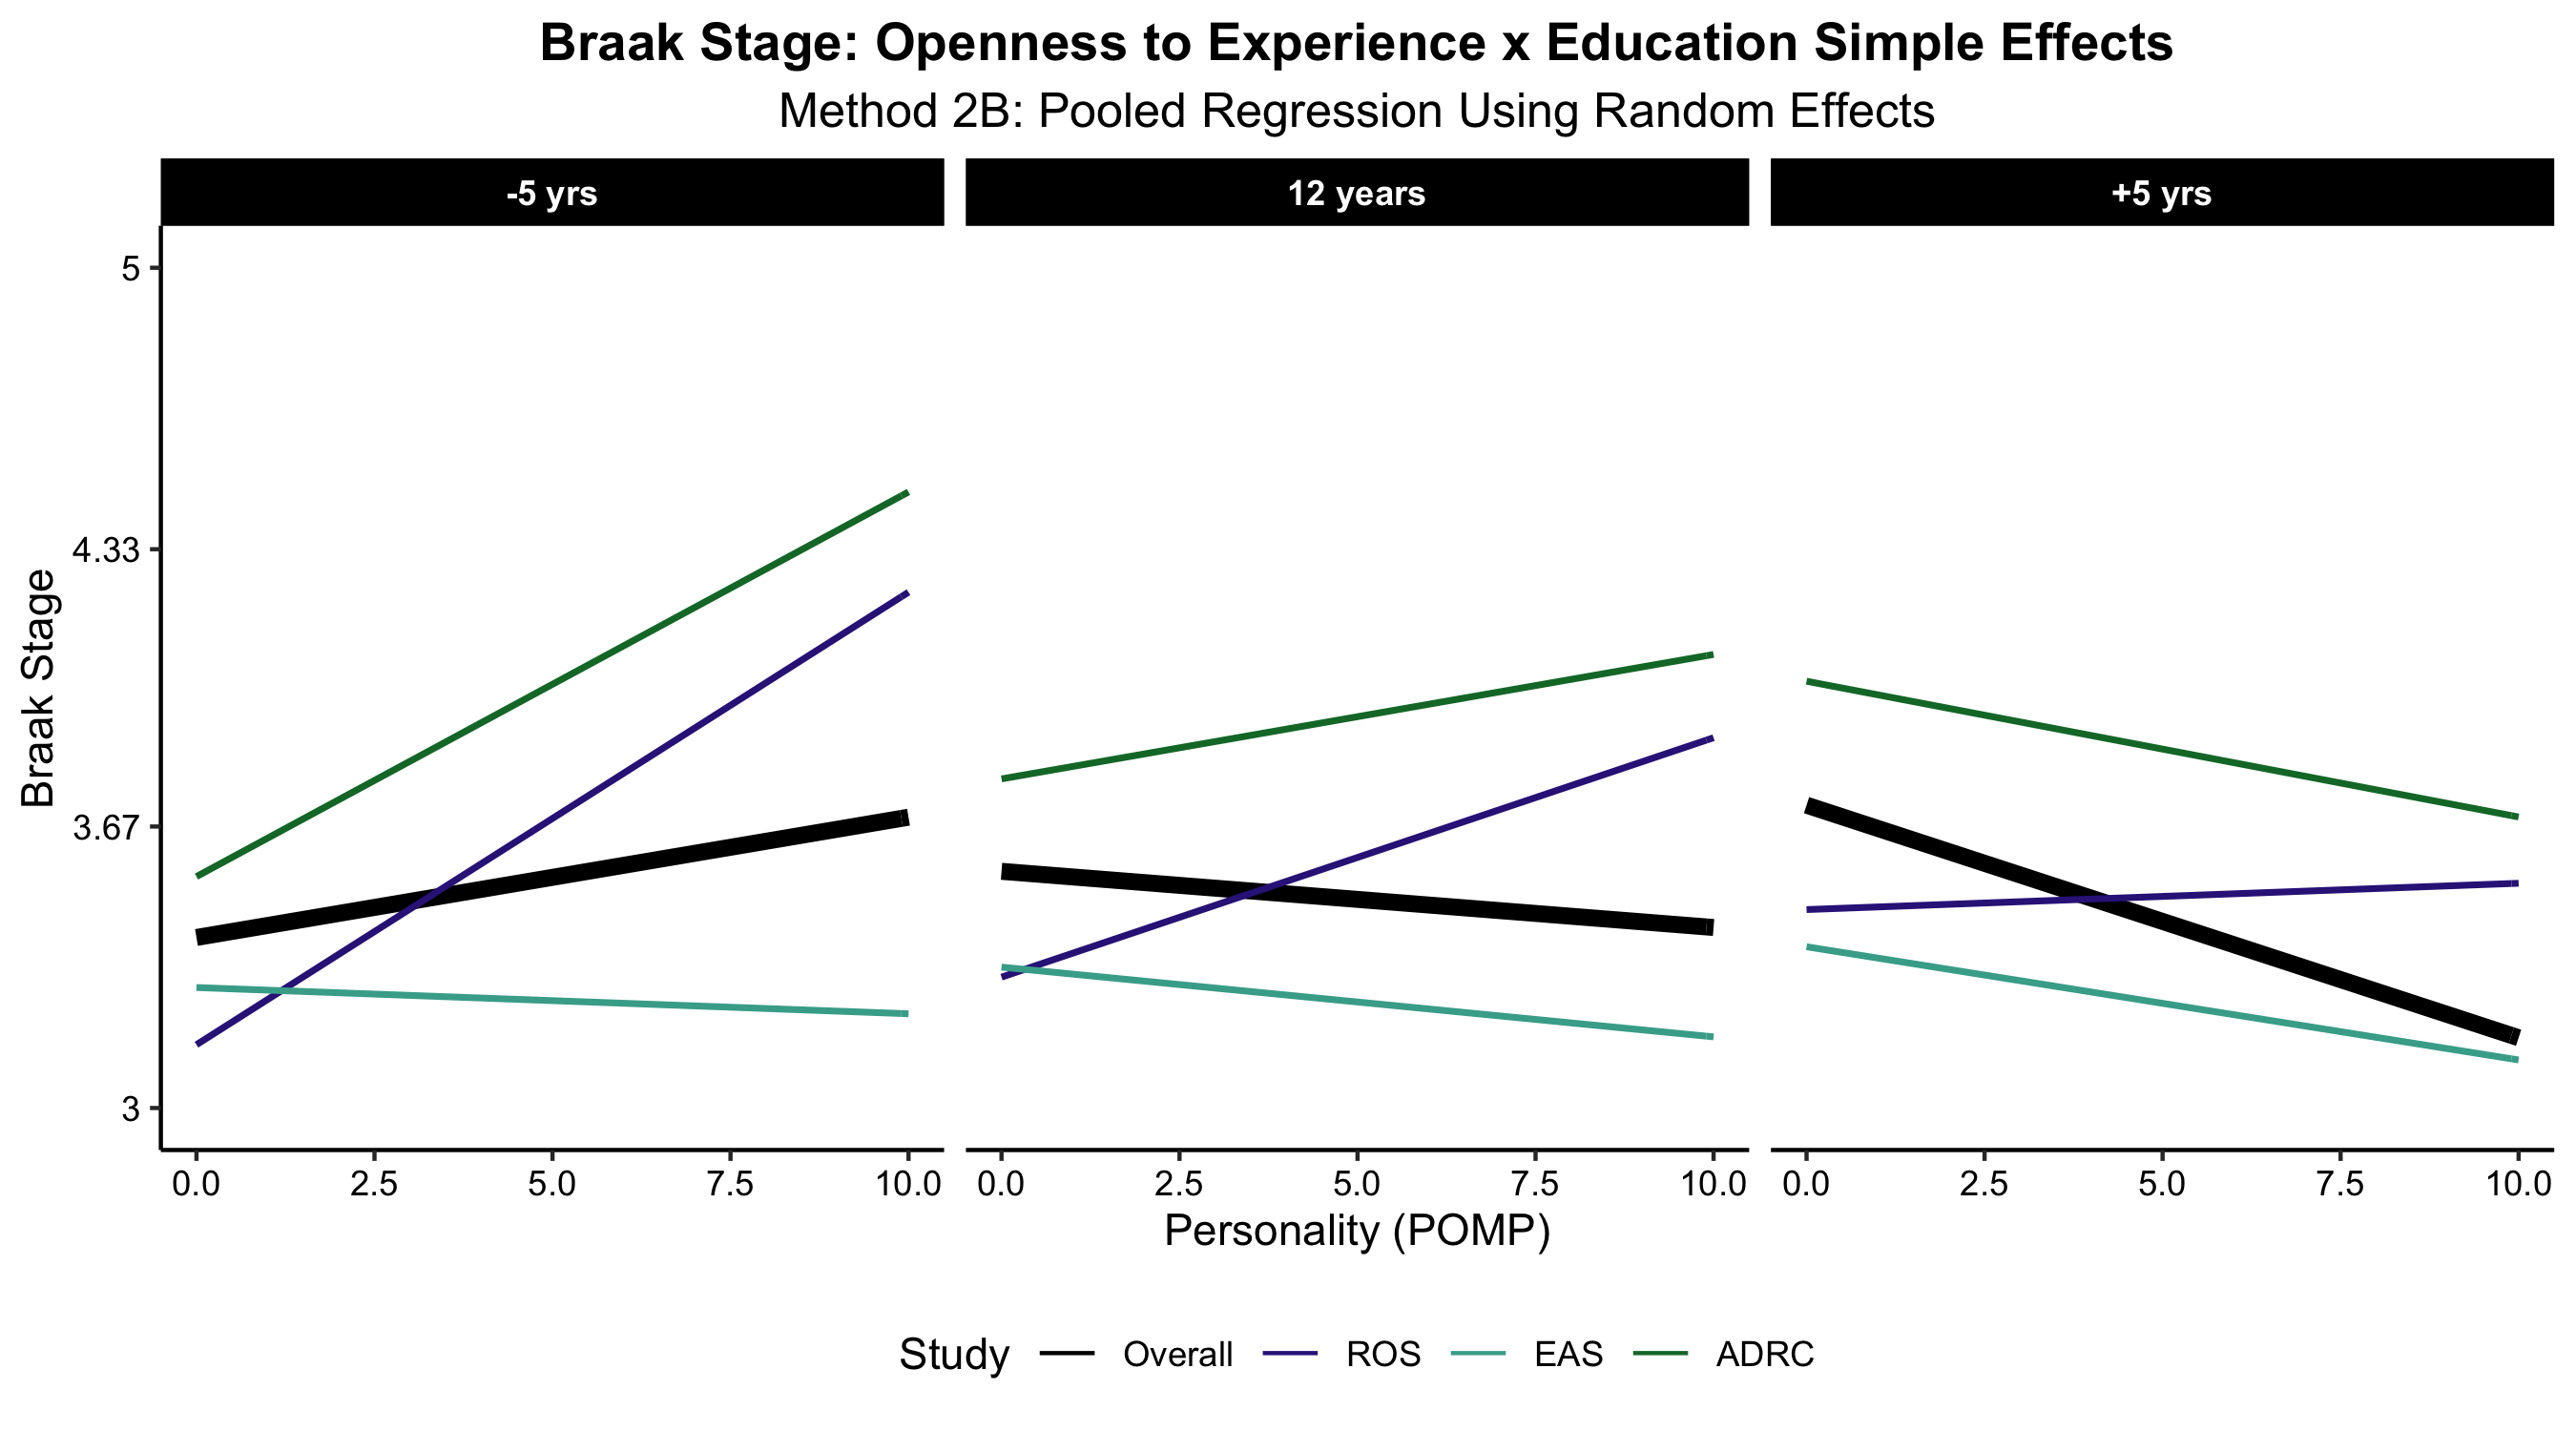 Braak Stage: Openness to Experience x Education Simple Effects
Method 2B: Pooled Regression Using Random Effects
-5 yrs 12 years +5 yrs
Braak Stage
5
4.33
3.67
3
0.0 2.5 5.0 7.5 10.0 0.0 2.5 5.0 7.5 10.0 0.0 2.5 5.0 7.5 10.0
Personality (POMP)
Study Overall ROS EAS ADRC